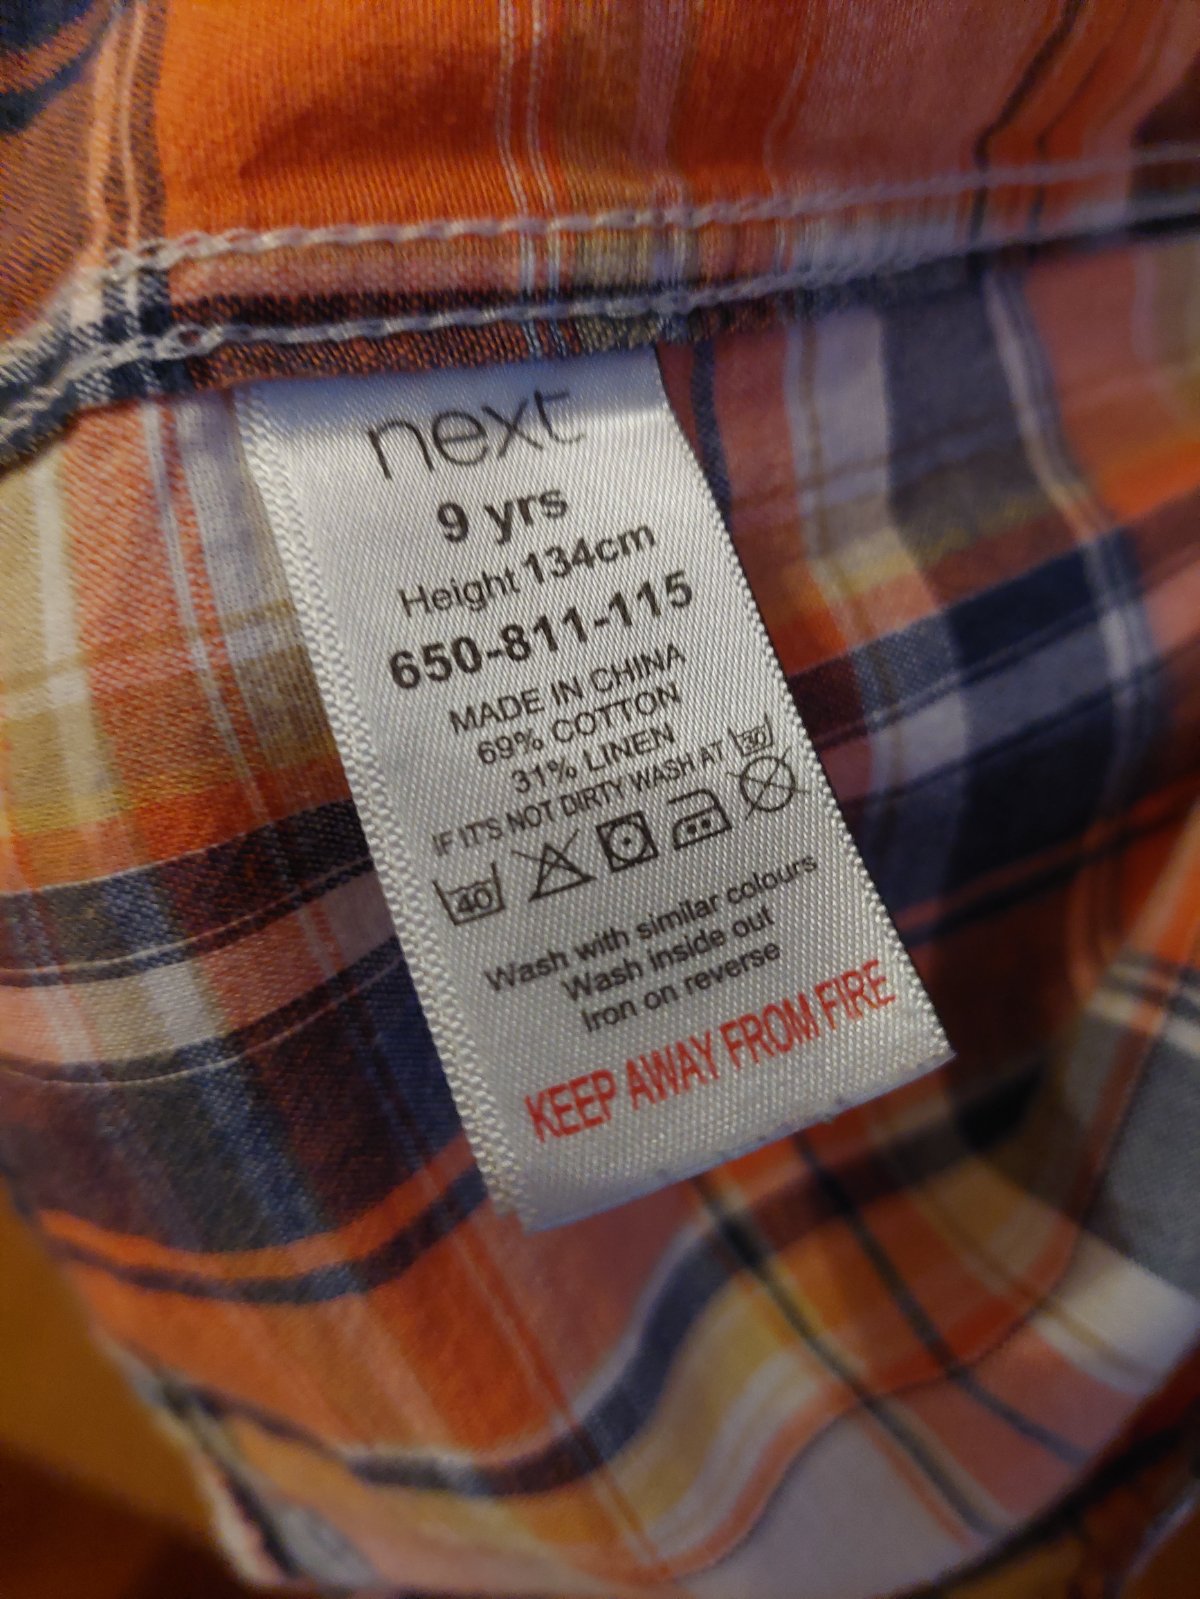 next
9 yrs
Height 134cm
650-811-115
MADE IN CHINA
69% COTTON
31% LINEN
IF IT'S NOT DIRTY WASH AT 30
40
Wash with similar colours
Wash inside out
Iron on reverse
KEEP AWAY FROM FIRE